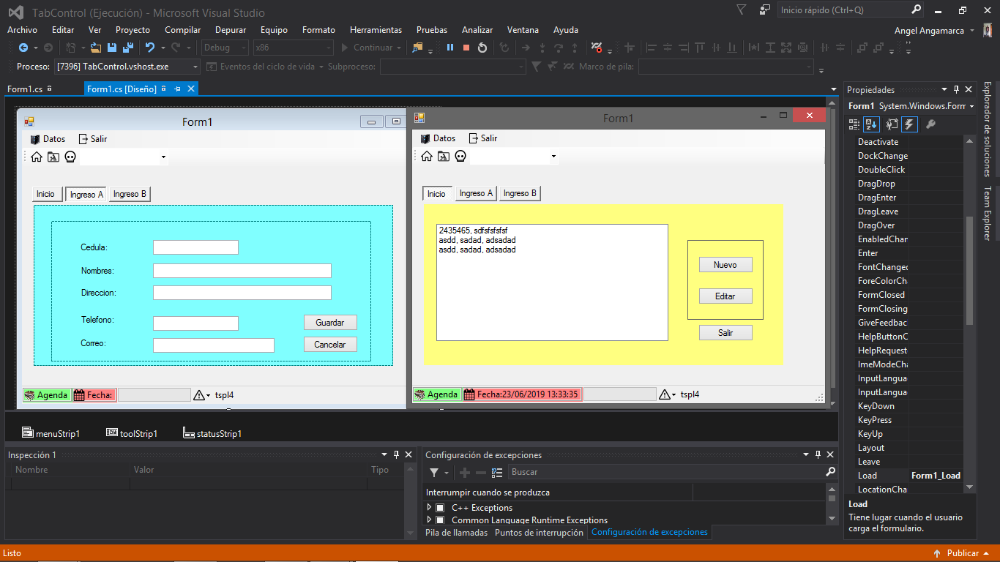 TabControl (Ejecución) - Microsoft Visual Studio
Inicio rápido (Ctrl+Q)
Archivo Editar Ver Proyecto Compilar Depurar Equipo Formato Herramientas Pruebas Analizar Ventana Ayuda
Angel Angamarca
Debug x86 Continuar
Proceso: [7396] TabControl.vshost.exe Eventos del ciclo de vida Subproceso: Marco de pila:
Form1.cs Form1.cs [Diseño]
Form1
Datos Salir
Inicio Ingreso A Ingreso B
Cedula:
Nombres:
Direccion:
Telefono:
Guardar
Correo:
Cancelar
Agenda Fecha: tspl4
Form1
Datos Salir
Inicio Ingreso A Ingreso B
2435465, sdfsfsfsfsf
asdd, sadad, adsadad
asdd, sadad, adsadad
Nuevo
Editar
Salir
Agenda Fecha:23/06/2019 13:33:35 tspl4
menuStrip1 toolStrip1 statusStrip1
Inspección 1
Nombre Valor Tipo
Configuración de excepciones
Buscar
Interrumpir cuando se produzca
C++ Exceptions
Common Language Runtime Exceptions
Pila de llamadas Puntos de interrupción Configuración de excepciones
Propiedades
Form1 System.Windows.Form
Deactivate
DockChange
DoubleClick
DragDrop
DragEnter
DragLeave
DragOver
EnabledChar
Enter
FontChanged
ForeColorCh
FormClosed
FormClosing
GiveFeedbac
HelpButtonC
HelpRequest
ImeModeCha
InputLangua
InputLangua
KeyDown
KeyPress
KeyUp
Layout
Leave
Load Form1_Load
LocationCha
Load
Tiene lugar cuando el usuario
carga el formulario.
Explorador de soluciones
Team Explorer
Listo
Publicar